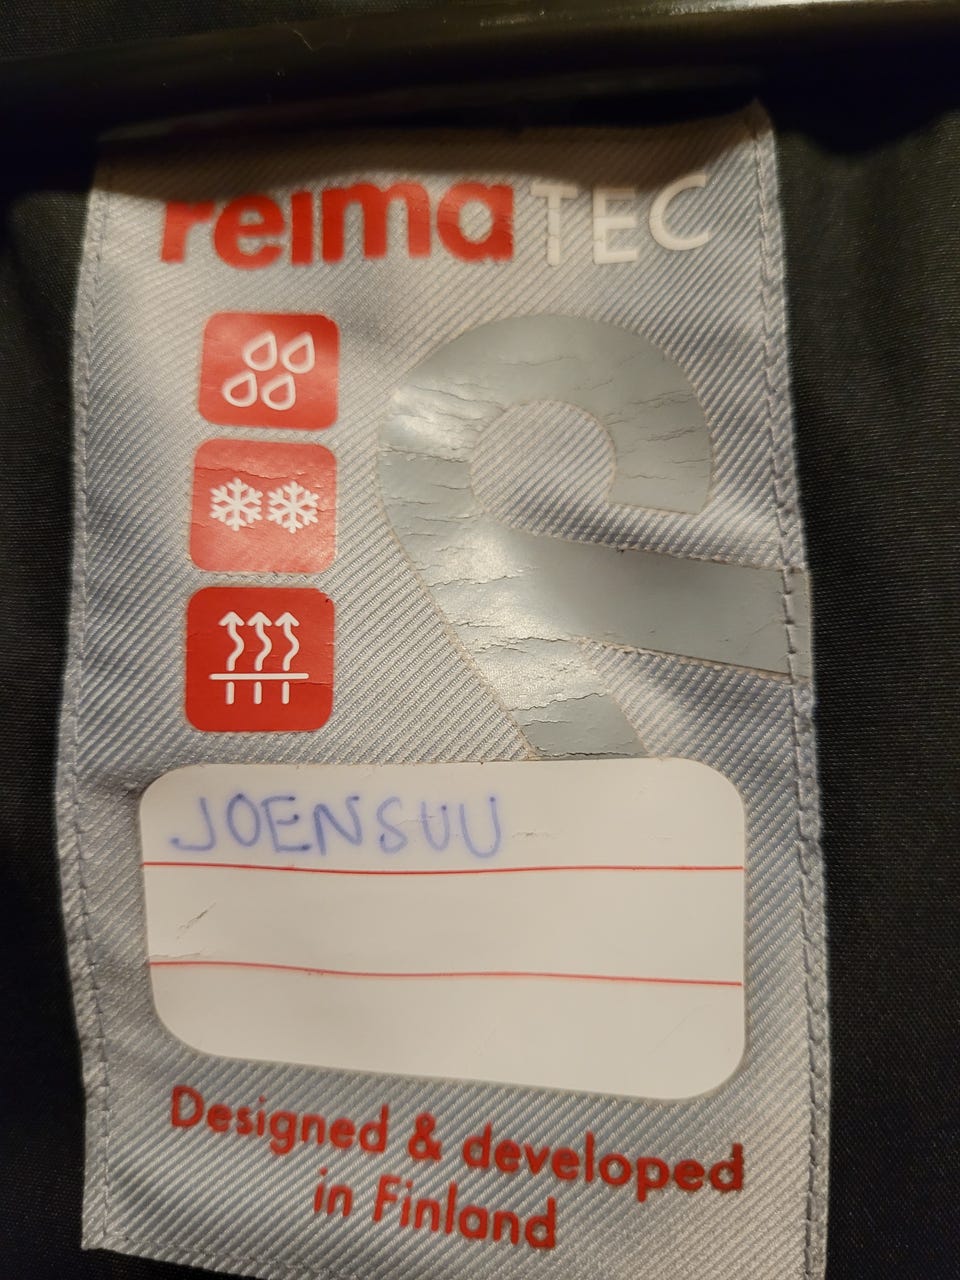 reima TEC
JOENSUU
Designed & developed
in Finland